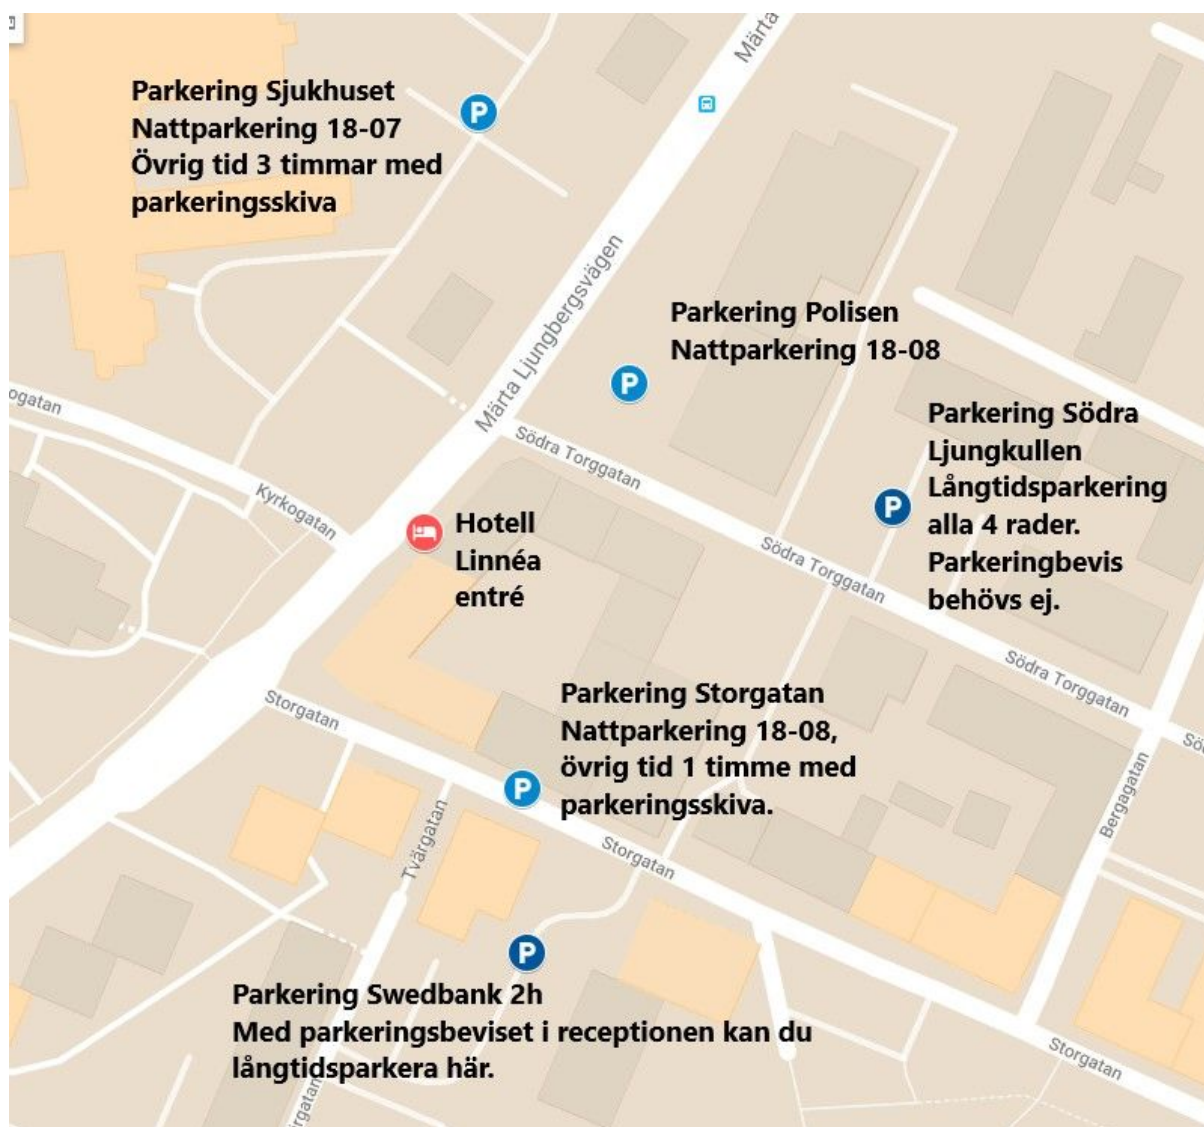 Märta
Parkering Sjukhuset
Nattparkering 18-07
Övrig tid 3 timmar med
parkeringsskiva
P
Märta Ljungbergsvägen
Parkering Polisen
Nattparkering 18-08
P
ogatan
Södra Torggatan
Parkering Södra
Ljungkullen
Långtidsparkering
alla 4 rader.
Parkeringbevis
behövs ej.
P
Kyrkogatan
Hotell
Linnéa
entré
Södra Torggatan
Södra Torggatan
Sö
Parkering Storgatan
Nattparkering 18-08,
övrig tid 1 timme med
parkeringsskiva.
P
Storgatan
Tvärgatan
Storgatan
Bergagatan
P
Parkering Swedbank 2h
Med parkeringsbeviset i receptionen kan du
långtidsparkera här.
Storgatan
irgatan